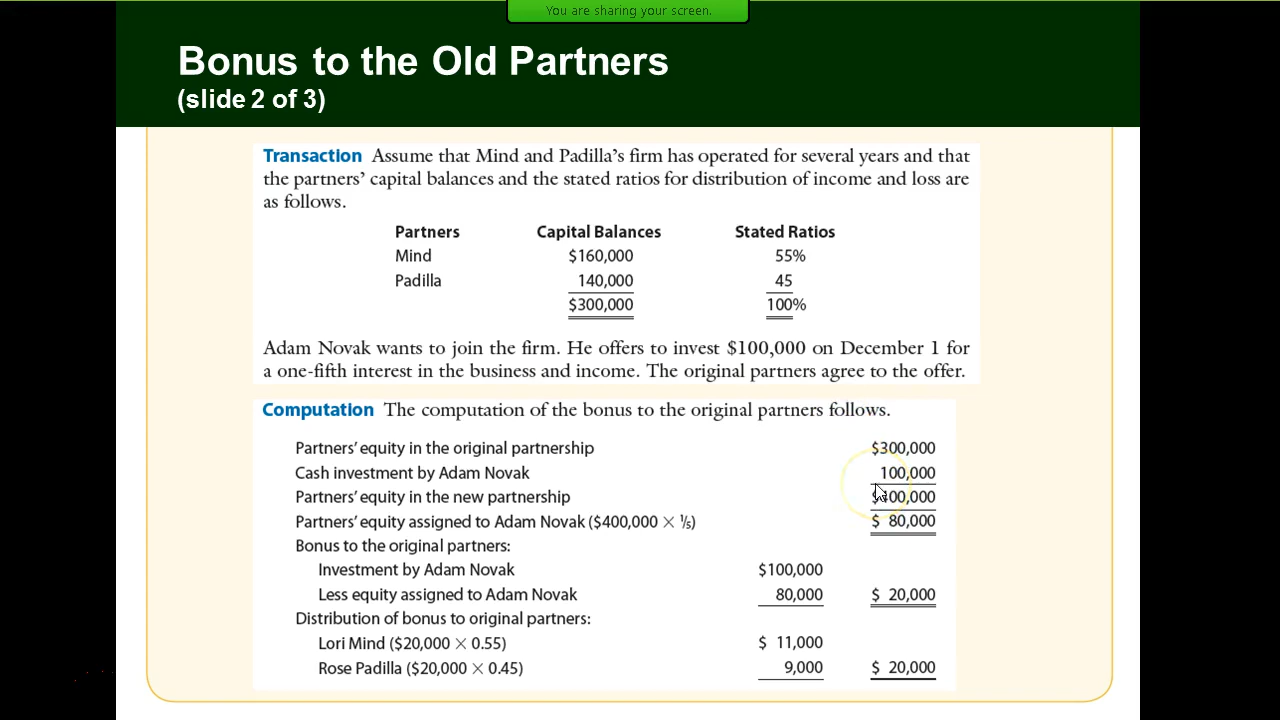 You are sharing your screen.
Bonus to the Old Partners
(slide 2 of 3)
Transaction Assume that Mind and Padilla's firm has operated for several years and that
the partners' capital balances and the stated ratios for distribution of income and loss are
as follows.
Partners Capital Balances Stated Ratios
Mind $160,000 55%
Padilla 140,000 45
$300,000 100%
Adam Novak wants to join the firm. He offers to invest $100,000 on December 1 for
a one-fifth interest in the business and income. The original partners agree to the offer.
Computation The computation of the bonus to the original partners follows.
Partners' equity in the original partnership $300,000
Cash investment by Adam Novak 100,000
Partners' equity in the new partnership $400,000
Partners' equity assigned to Adam Novak ($400,000 × ⅕) $ 80,000
Bonus to the original partners:
Investment by Adam Novak $100,000
Less equity assigned to Adam Novak 80,000 $ 20,000
Distribution of bonus to original partners:
Lori Mind ($20,000 × 0.55) $ 11,000
Rose Padilla ($20,000 × 0.45) 9,000 $ 20,000